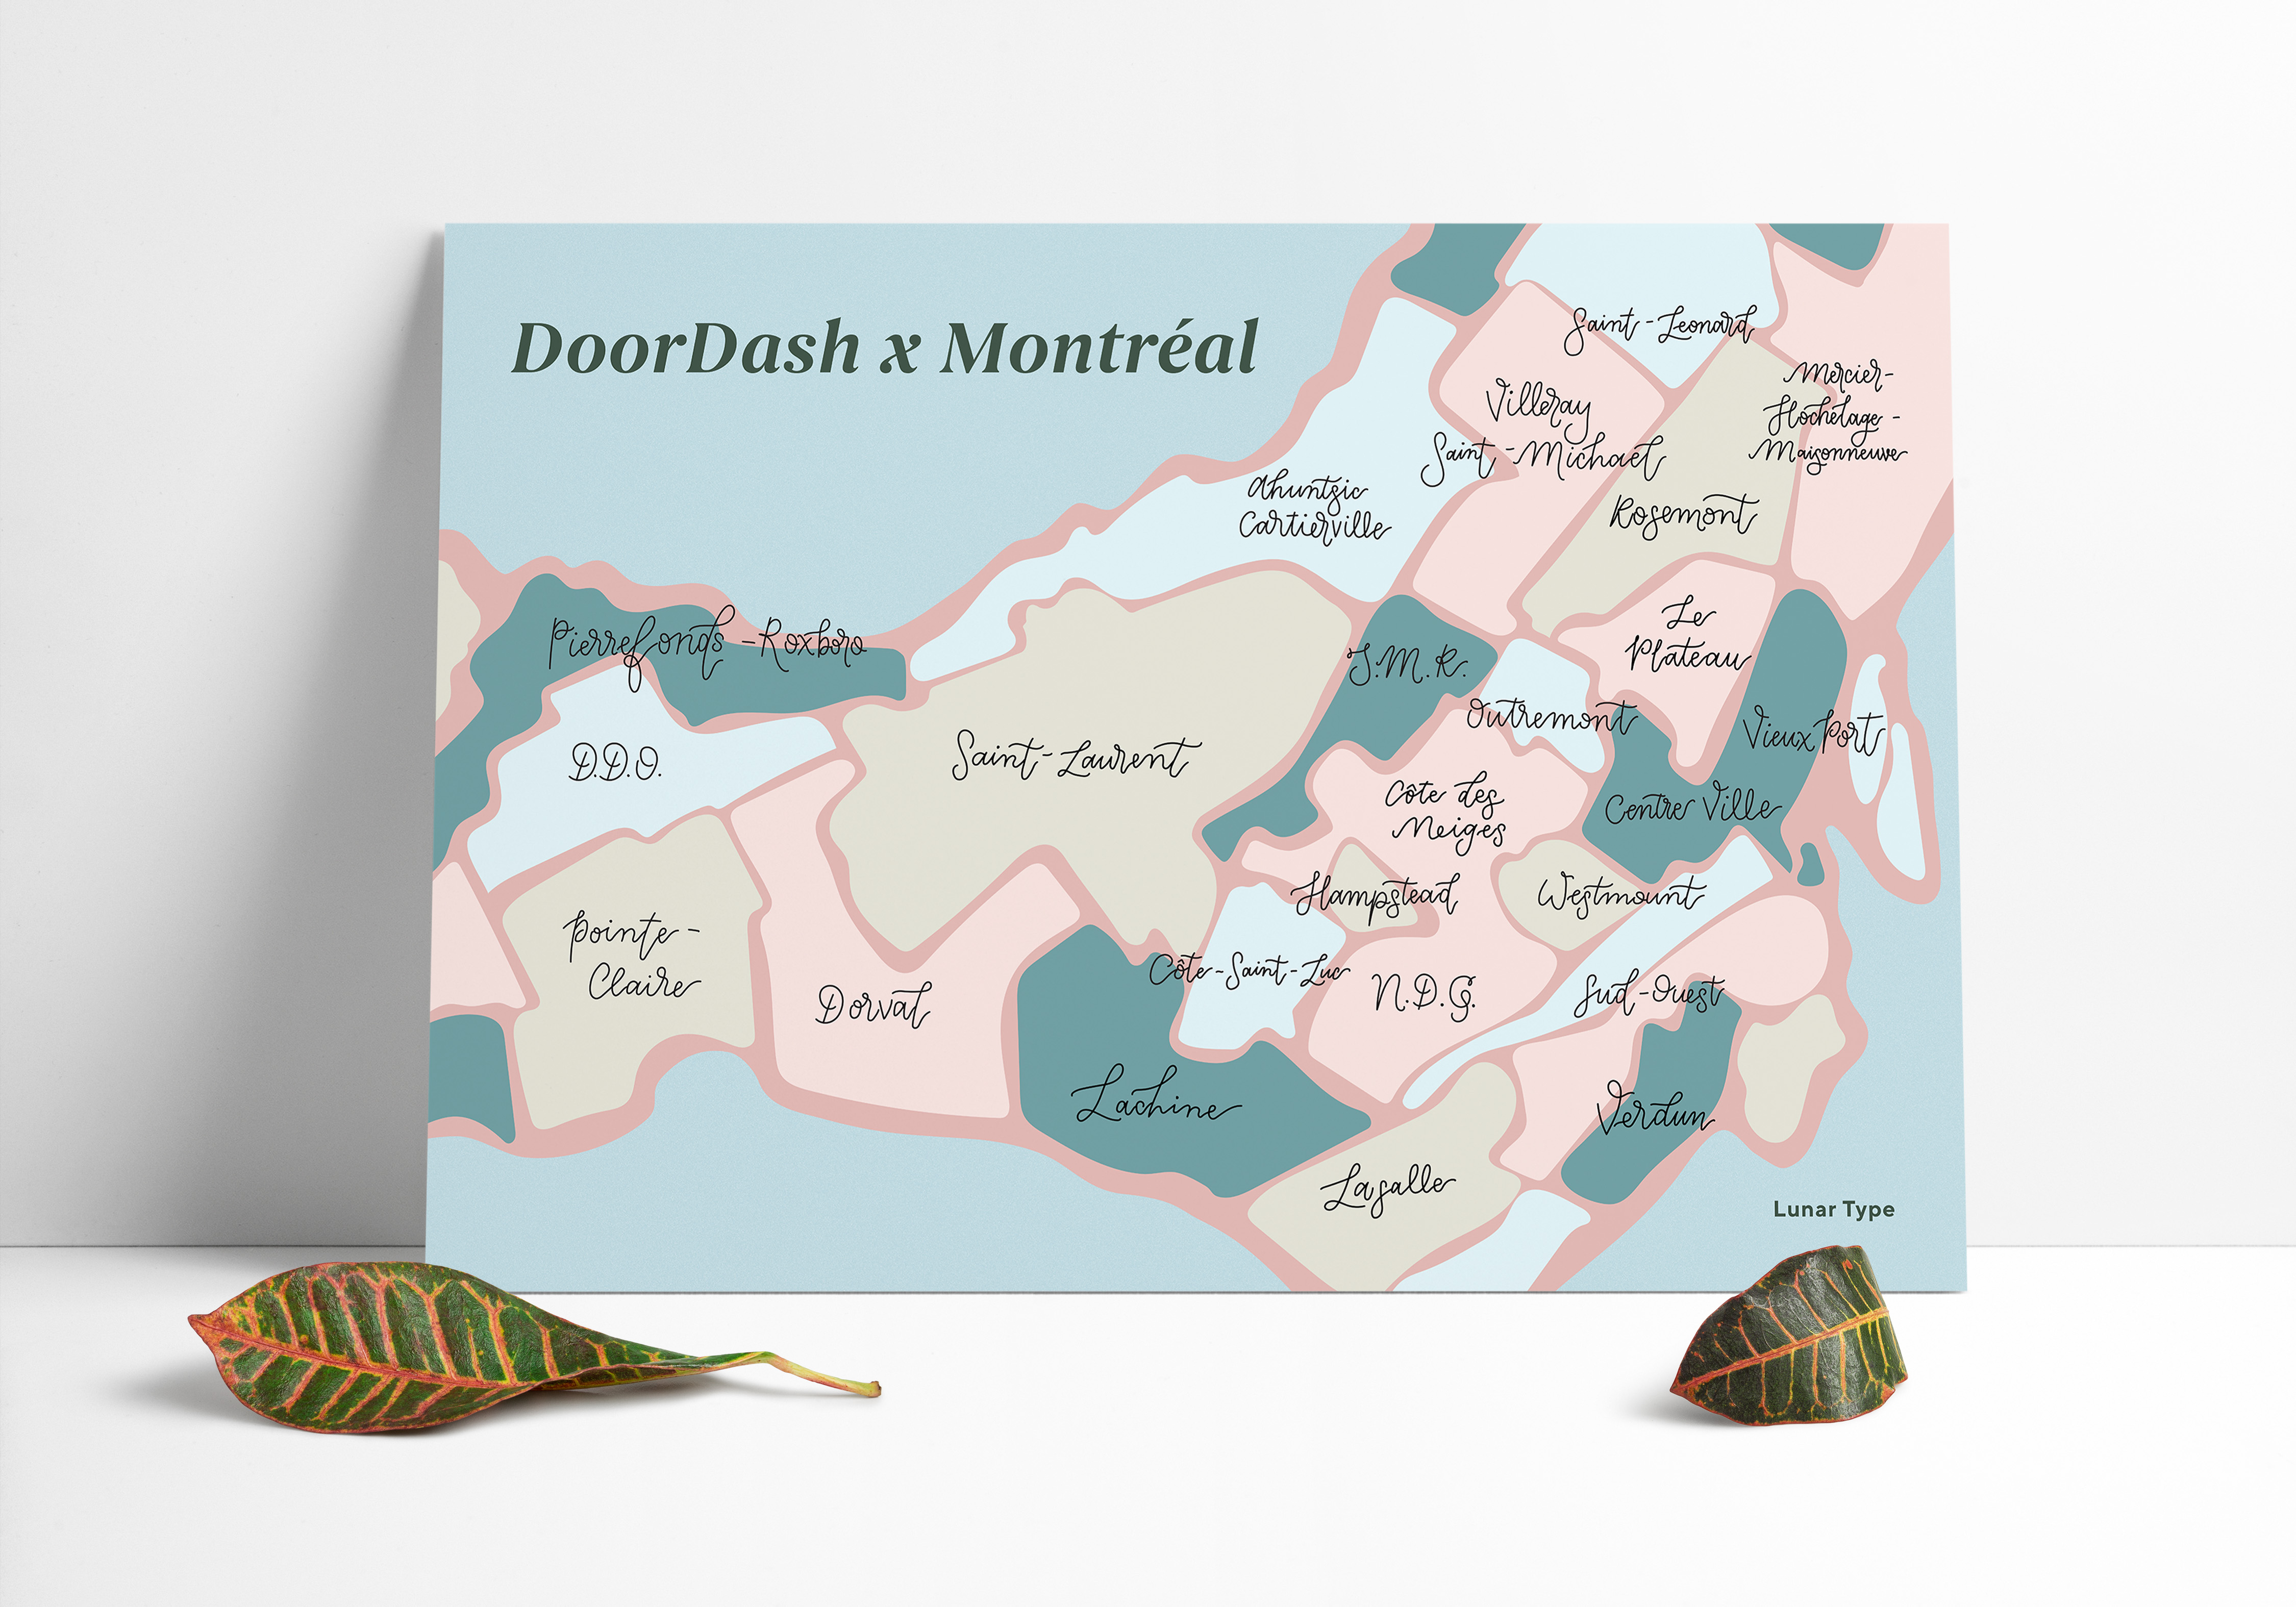 DoorDash x Montréal
Saint-Leonard
Mercier-
Hochelage-
Maisonneuve
Villeray
Saint-Michael
Ahuntsic
Cartierville
Rosemont
Le
Plateau
Pierrefonds-Roxboro
T.M.R.
Outremont
Vieux Port
D.D.O.
Saint-Laurent
Côte des
Neiges
Centre Ville
Hampstead
Westmount
Pointe-
Claire
Côte-Saint-Luc
N.D.G.
Sud-Ouest
Dorval
Lachine
Verdun
Lasalle
Lunar Type